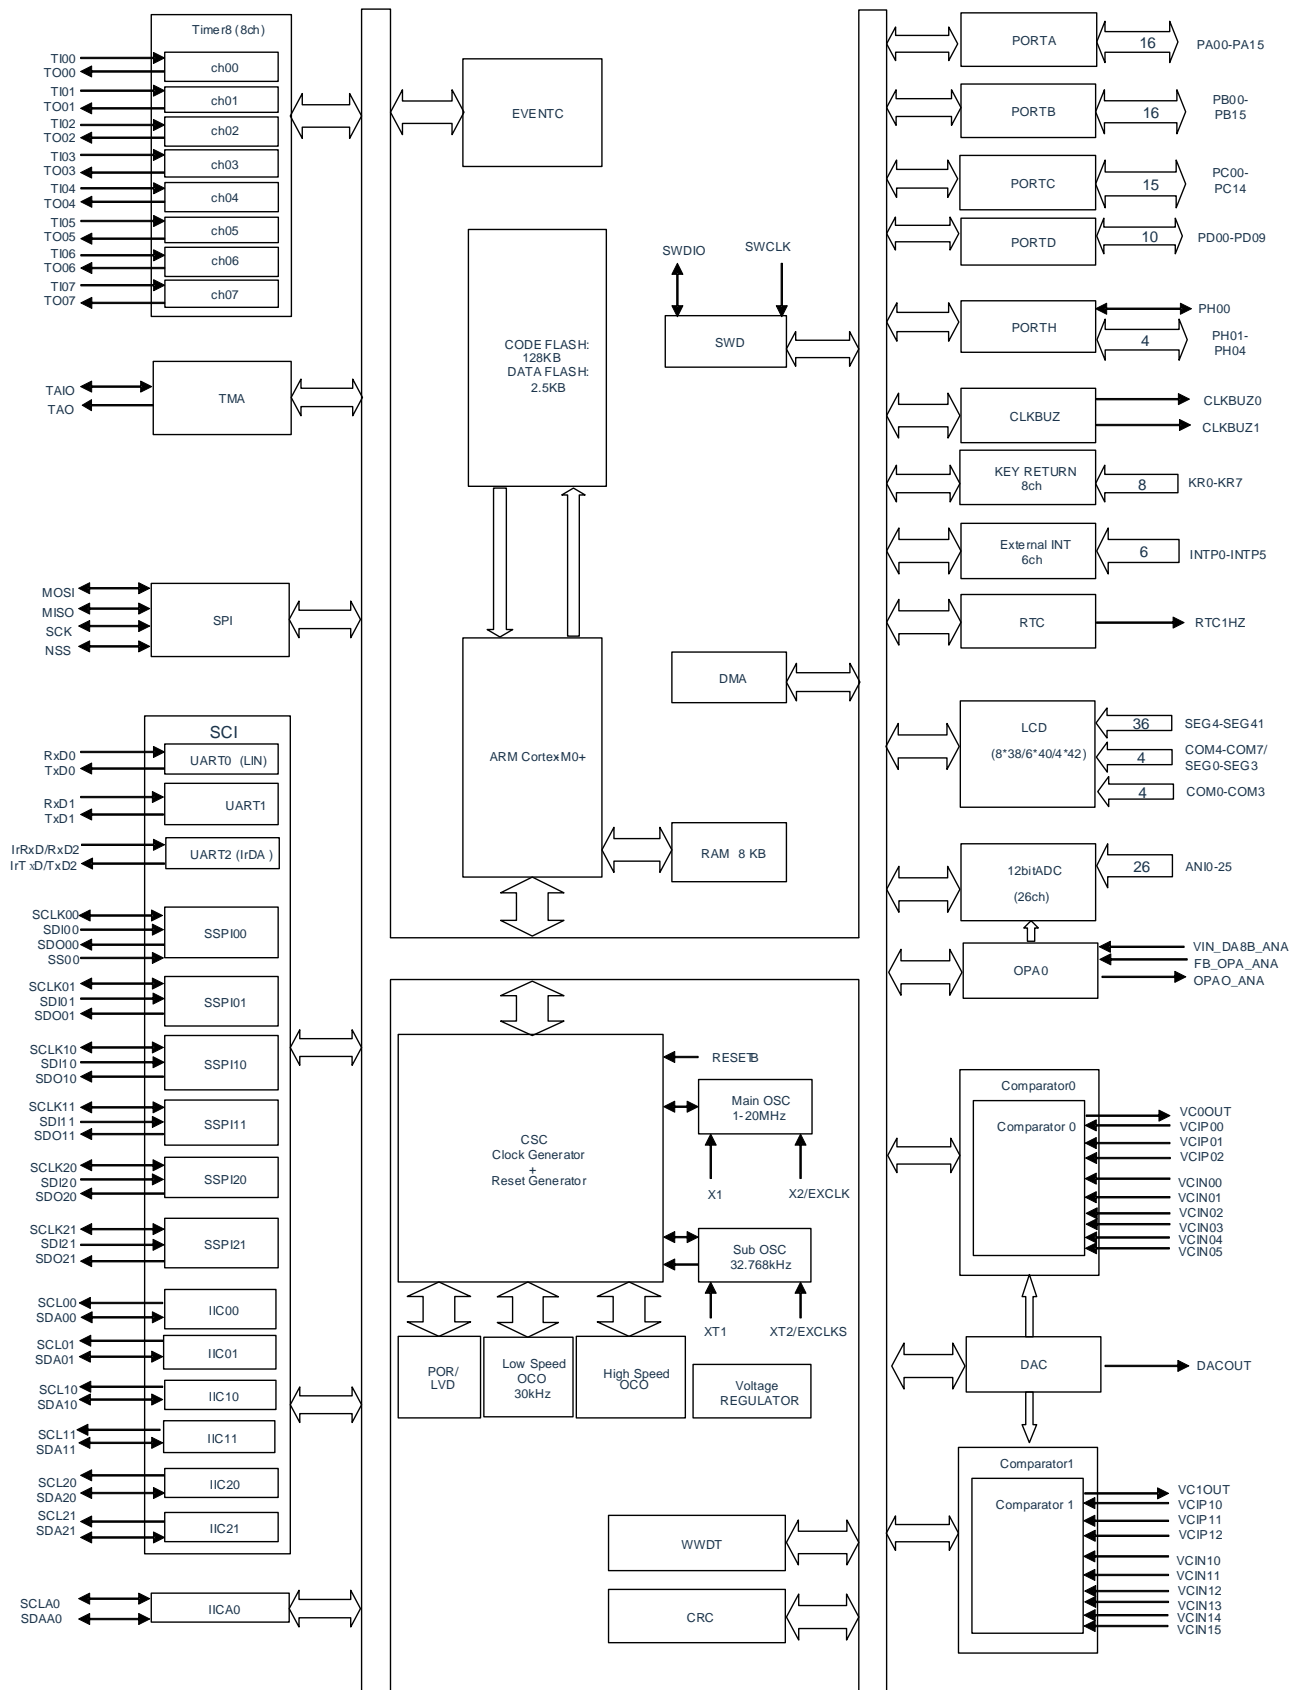 Timer8 (8ch)
TI00
TO00
ch00
TI01
TO01
ch01
TI02
TO02
ch02
TI03
TO03
ch03
TI04
TO04
ch04
TI05
TO05
ch05
TI06
TO06
ch06
TI07
TO07
ch07
TAIO
TAO
TMA
MOSI
MISO
SCK
NSS
SPI
SCI
RxD0
TxD0
UART0 (LIN)
RxD1
TxD1
UART1
IrRxD/RxD2
IrTxD/TxD2
UART2 (IrDA )
SCLK00
SDI00
SDO00
SS00
SSPI00
SCLK01
SDI01
SDO01
SSPI01
SCLK10
SDI10
SDO10
SSPI10
SCLK11
SDI11
SDO11
SSPI11
SCLK20
SDI20
SDO20
SSPI20
SCLK21
SDI21
SDO21
SSPI21
SCL00
SDA00
IIC00
SCL01
SDA01
IIC01
SCL10
SDA10
IIC10
SCL11
SDA11
IIC11
SCL20
SDA20
IIC20
SCL21
SDA21
IIC21
SCLA0
SDAA0
IICA0
EVENTC
CODE FLASH:
128KB
DATA FLASH:
2.5KB
SWDIO
SWCLK
SWD
DMA
ARM Cortex-M0+
RAM 8 KB
CSC
Clock Generator
+
Reset Generator
RESETB
Main OSC
1-20MHz
X1
X2/EXCLK
Sub OSC
32.768kHz
XT1
XT2/EXCLKS
POR/
LVD
Low Speed
OCO
30kHz
High Speed
OCO
Voltage
REGULATOR
WWDT
CRC
PORTA
16
PA00-PA15
PORTB
16
PB00-
PB15
PORTC
15
PC00-
PC14
PORTD
10
PD00-PD09
PORTH
PH00
4
PH01-
PH04
CLKBUZ
CLKBUZ0
CLKBUZ1
KEY RETURN
8ch
8
KR0-KR7
External INT
6ch
6
INTP0-INTP5
RTC
RTC1HZ
LCD
(8*38/6*40/4*42)
36
SEG4-SEG41
4
COM4-COM7/
SEG0-SEG3
4
COM0-COM3
12bitADC
(26ch)
26
ANI0-25
OPA0
VIN_DA8B_ANA
FB_OPA_ANA
OPAO_ANA
Comparator0
Comparator 0
VC0OUT
VCIP00
VCIP01
VCIP02
VCIN00
VCIN01
VCIN02
VCIN03
VCIN04
VCIN05
DAC
DACOUT
Comparator1
Comparator 1
VC1OUT
VCIP10
VCIP11
VCIP12
VCIN10
VCIN11
VCIN12
VCIN13
VCIN14
VCIN15